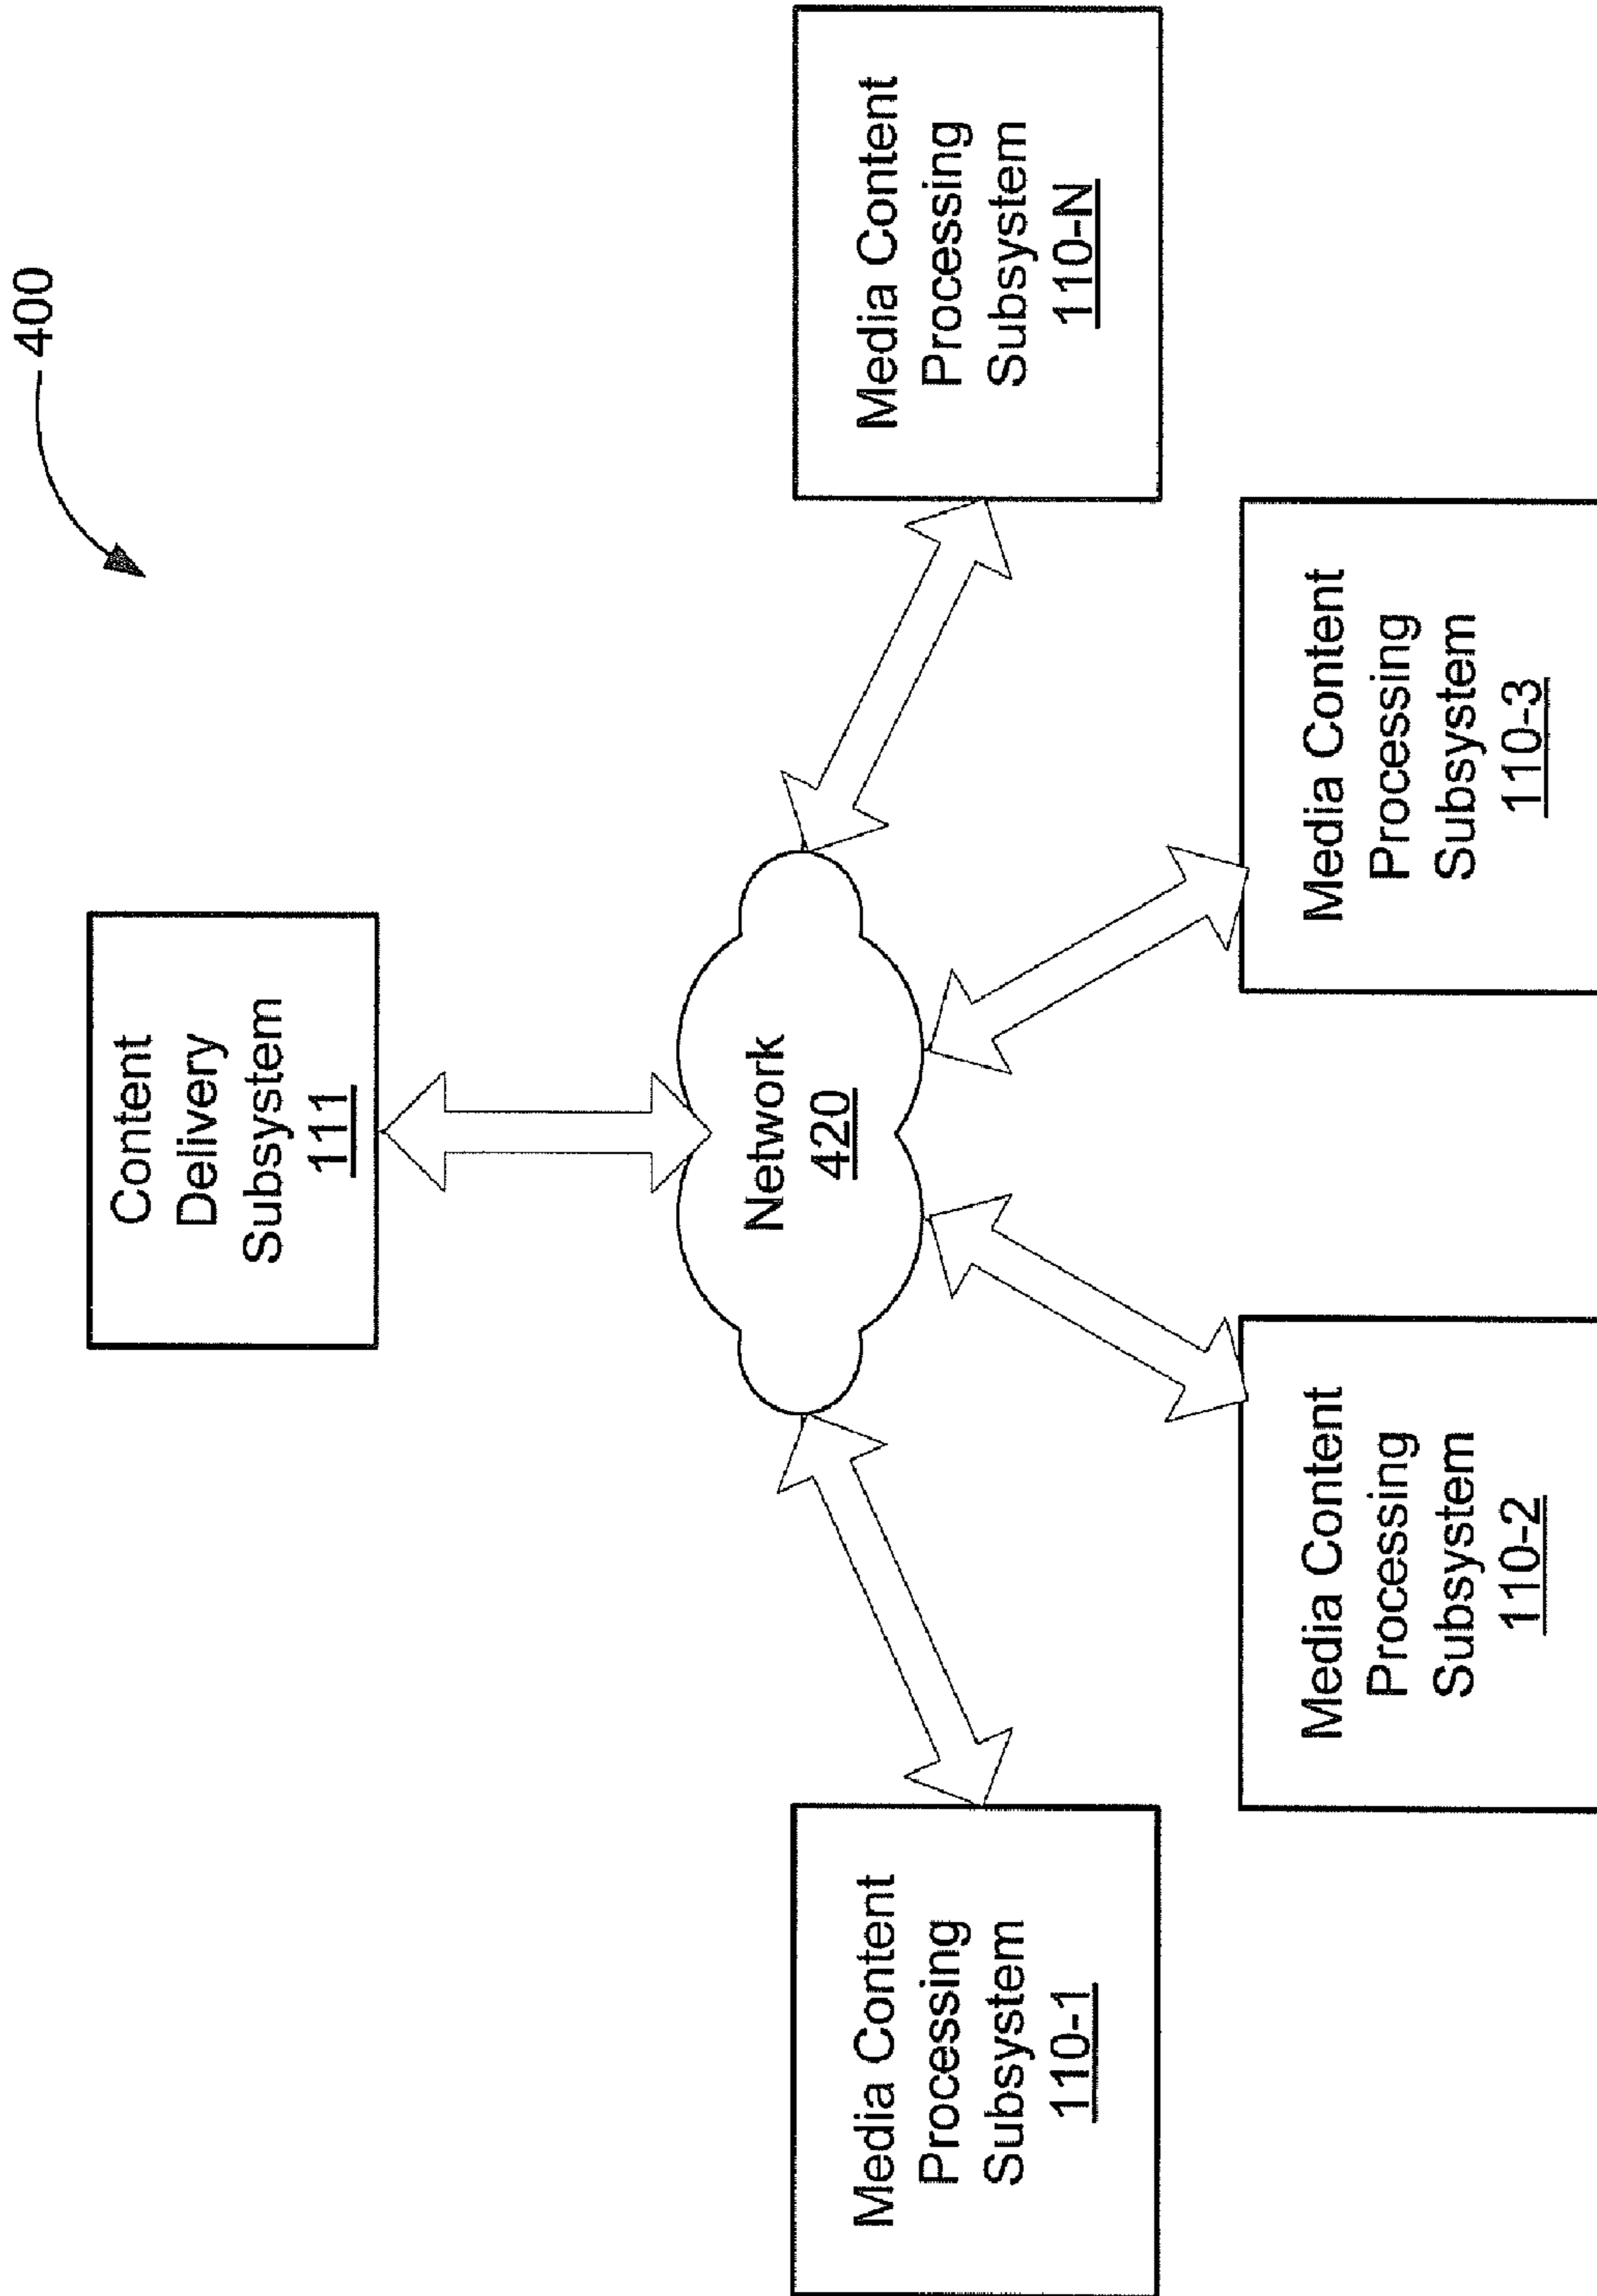 400
Content
Delivery
Subsystem
111
Network
420
Media Content
Processing
Subsystem
110-1
Media Content
Processing
Subsystem
110-2
Media Content
Processing
Subsystem
110-3
Media Content
Processing
Subsystem
110-N